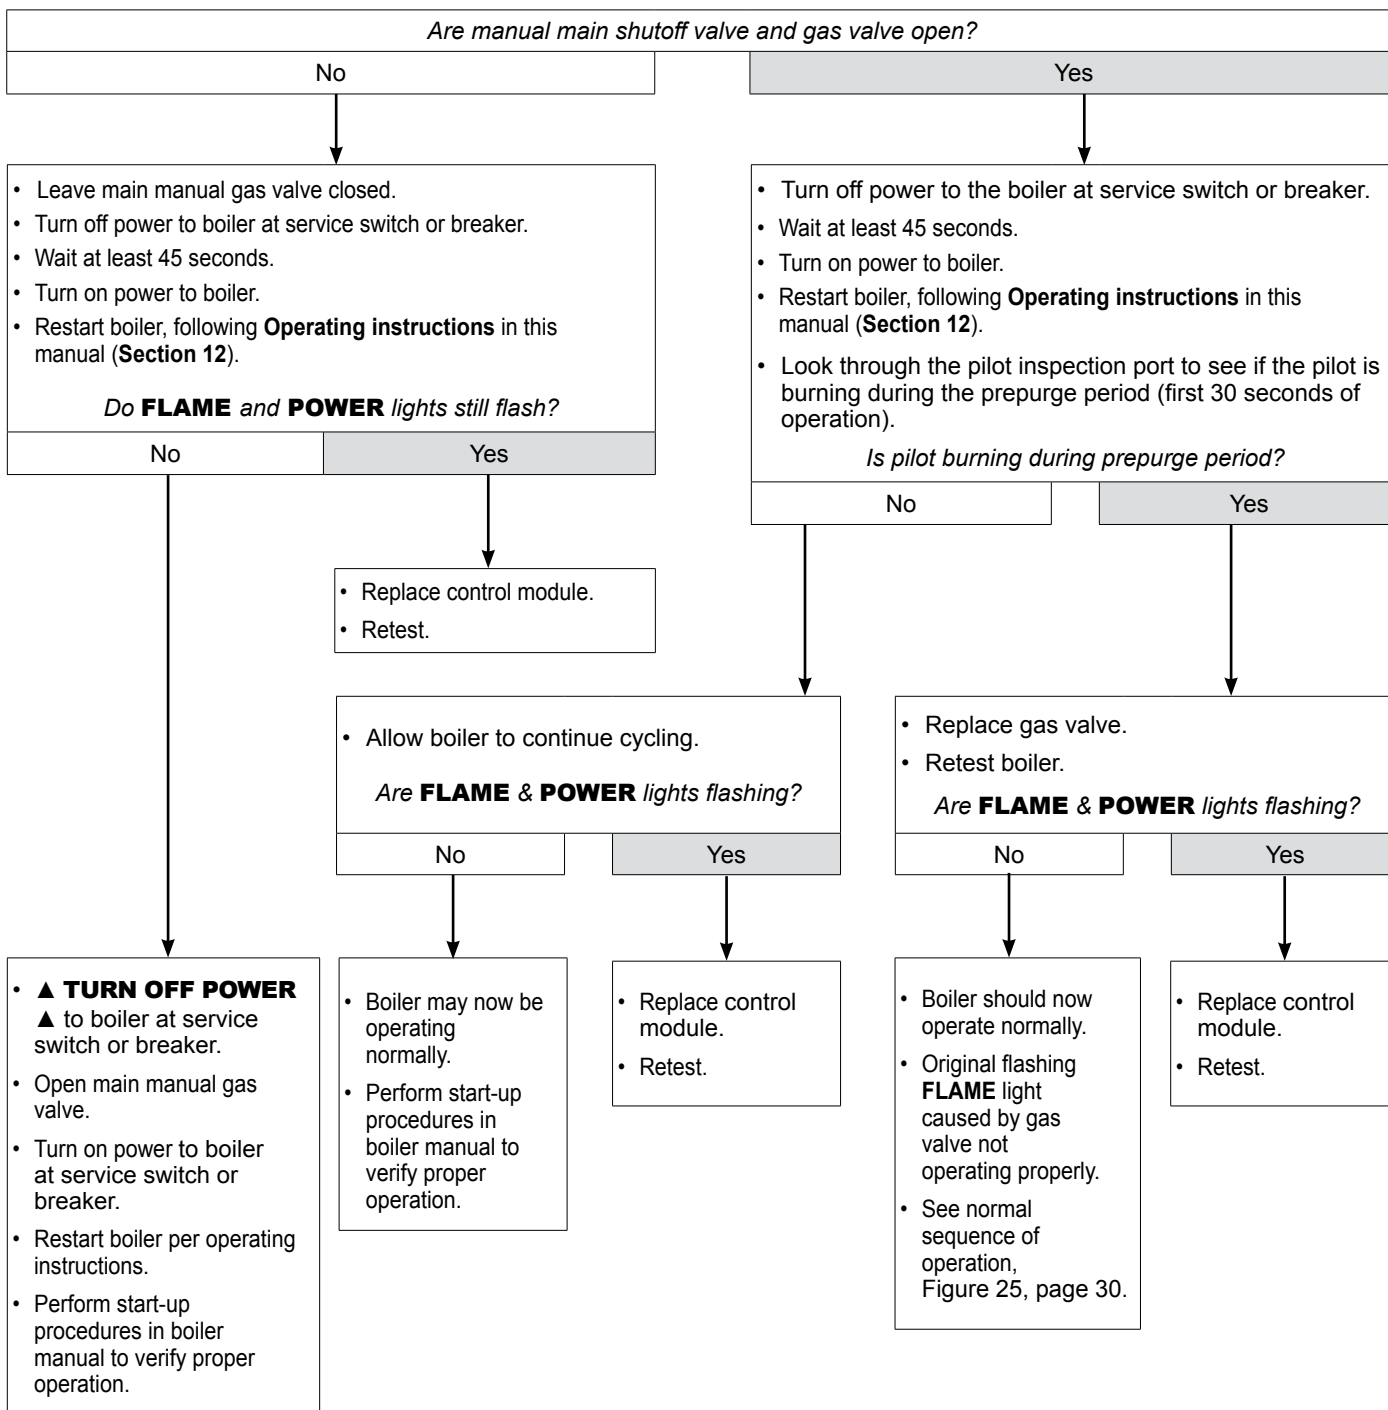 Are manual main shutoff valve and gas valve open?
No
Yes
• Leave main manual gas valve closed.
• Turn off power to boiler at service switch or breaker.
• Wait at least 45 seconds.
• Turn on power to boiler.
• Restart boiler, following Operating instructions in this
manual (Section 12).
Do FLAME and POWER lights still flash?
No
Yes
• Turn off power to the boiler at service switch or breaker.
• Wait at least 45 seconds.
• Turn on power to boiler.
• Restart boiler, following Operating instructions in this
manual (Section 12).
• Look through the pilot inspection port to see if the pilot is
burning during the prepurge period (first 30 seconds of
operation).
Is pilot burning during prepurge period?
No
Yes
• Replace control module.
• Retest.
• Allow boiler to continue cycling.
Are FLAME & POWER lights flashing?
No
Yes
• Replace gas valve.
• Retest boiler.
Are FLAME & POWER lights flashing?
No
Yes
• ▲ TURN OFF POWER
▲ to boiler at service
switch or breaker.
• Open main manual gas
valve.
• Turn on power to boiler
at service switch or
breaker.
• Restart boiler per operating
instructions.
• Perform start-up
procedures in boiler
manual to verify proper
operation.
• Boiler may now be
operating
normally.
• Perform start-up
procedures in
boiler manual to
verify proper
operation.
• Replace control
module.
• Retest.
• Boiler should now
operate normally.
• Original flashing
FLAME light
caused by gas
valve not
operating properly.
• See normal
sequence of
operation,
Figure 25, page 30.
• Replace control
module.
• Retest.